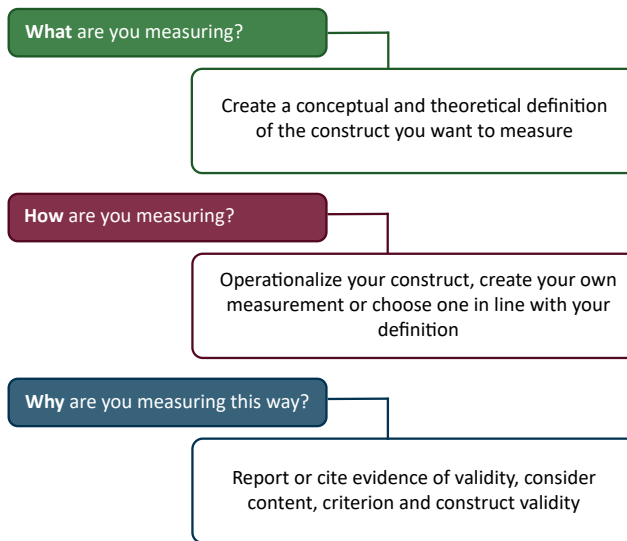 What are you measuring?
Create a conceptual and theoretical definition
of the construct you want to measure
How are you measuring?
Operationalize your construct, create your own
measurement or choose one in line with your
definition
Why are you measuring this way?
Report or cite evidence of validity, consider
content, criterion and construct validity